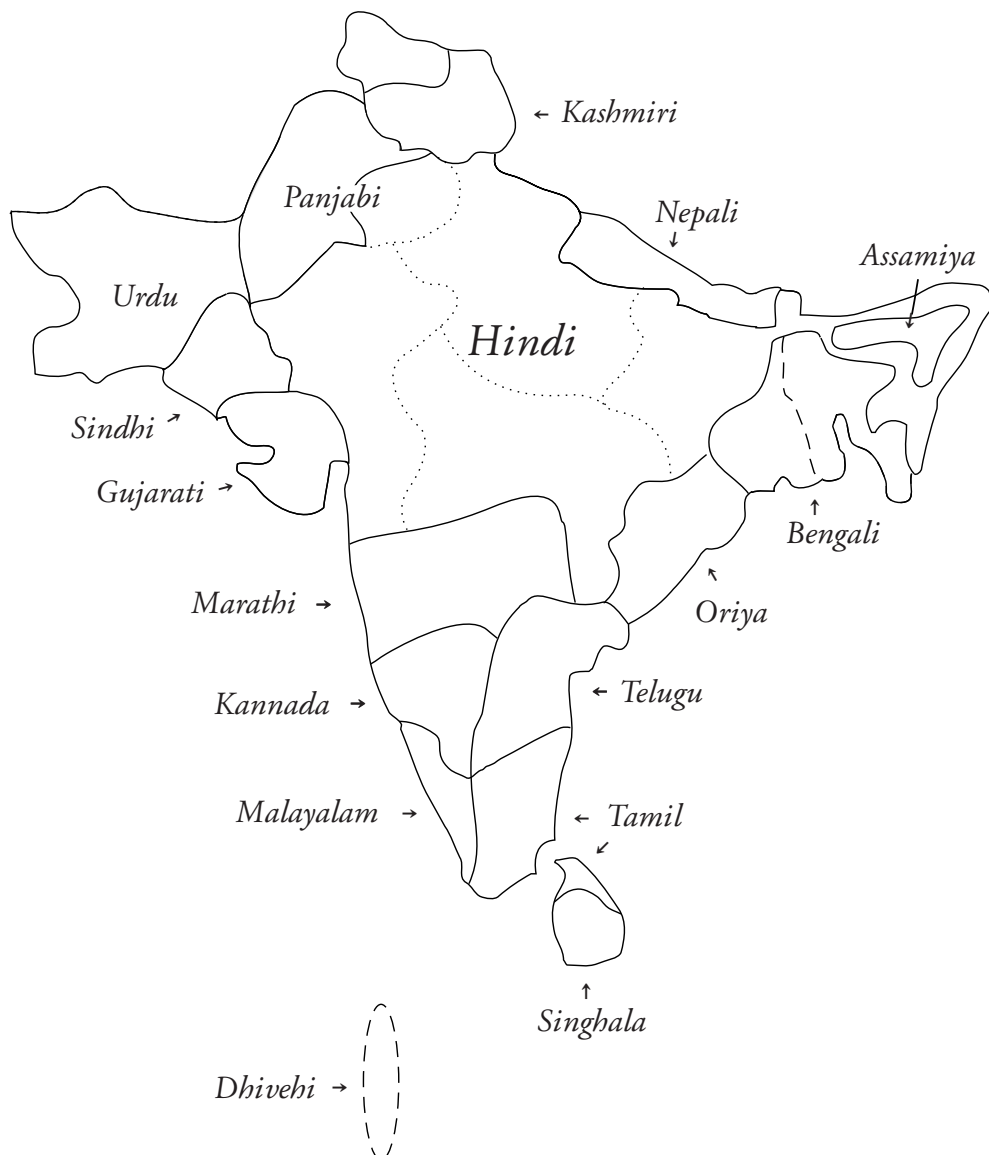 Kashmiri
Panjabi
Nepali
Assamiya
Urdu
Hindi
Sindhi
Gujarati
Bengali
Marathi
Oriya
Telugu
Kannada
Malayalam
Tamil
Singhala
Dhivehi